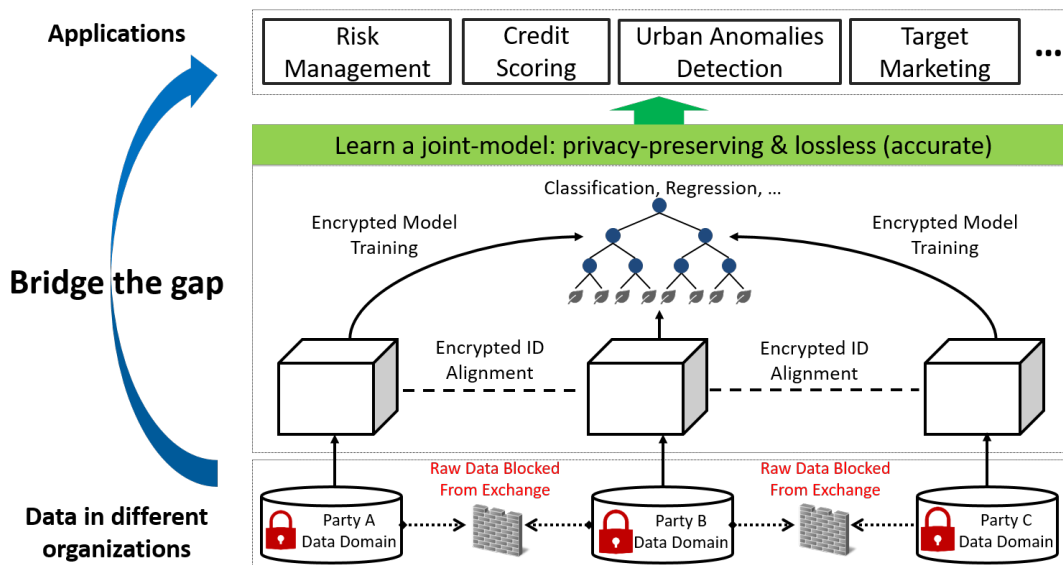 Applications
Risk
Management
Credit
Scoring
Urban Anomalies
Detection
Target
Marketing
...
Learn a joint-model: privacy-preserving & lossless (accurate)
Classification, Regression, ...
Encrypted Model
Training
Encrypted Model
Training
Bridge the gap
Encrypted ID
Alignment
Encrypted ID
Alignment
Raw Data Blocked
From Exchange
Raw Data Blocked
From Exchange
Data in different
organizations
Party A
Data Domain
Party B
Data Domain
Party C
Data Domain